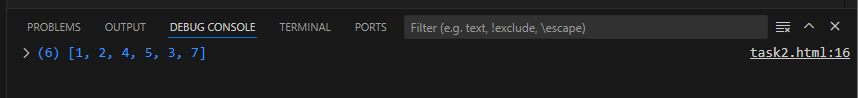 PROBLEMS OUTPUT DEBUG CONSOLE TERMINAL PORTS Filter (e.g. text, !exclude, \escape)
(6) [1, 2, 4, 5, 3, 7] task2.html:16